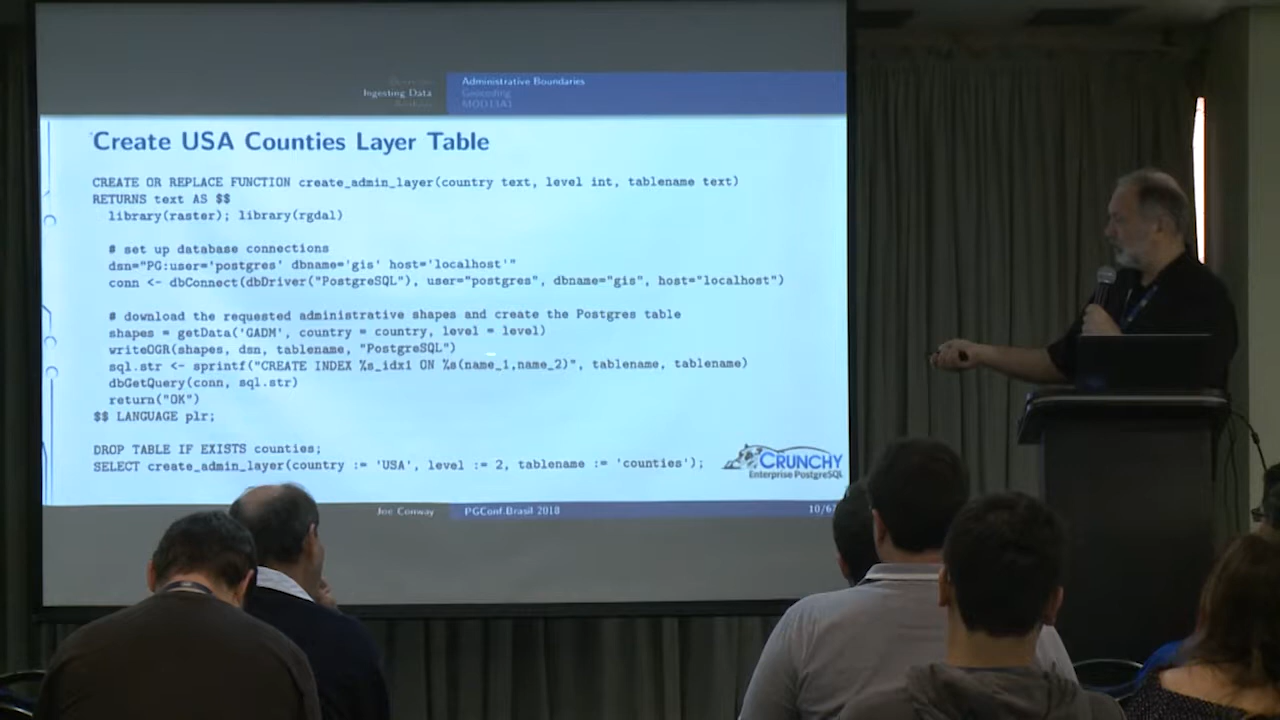 Ingesting Data
Administrative Boundaries
Geocoding
MOD13A1
Create USA Counties Layer Table
CREATE OR REPLACE FUNCTION create_admin_layer(country text, level int, tablename text)
RETURNS text AS $$
library(raster); library(rgdal)
# set up database connections
dsn="PG:user='postgres' dbname='gis' host='localhost'"
conn <- dbConnect(dbDriver("PostgreSQL"), user="postgres", dbname="gis", host="localhost")
# download the requested administrative shapes and create the Postgres table
shapes = getData('GADM', country = country, level = level)
writeOGR(shapes, dsn, tablename, "PostgreSQL")
sql.str <- sprintf("CREATE INDEX %s_idx1 ON %s(name_1,name_2)", tablename, tablename)
dbGetQuery(conn, sql.str)
return("OK")
$$ LANGUAGE plr;
DROP TABLE IF EXISTS counties;
SELECT create_admin_layer(country := 'USA', level := 2, tablename := 'counties');
CRUNCHY
Enterprise PostgreSQL
Joe Conway
PGConf.Brasil 2018